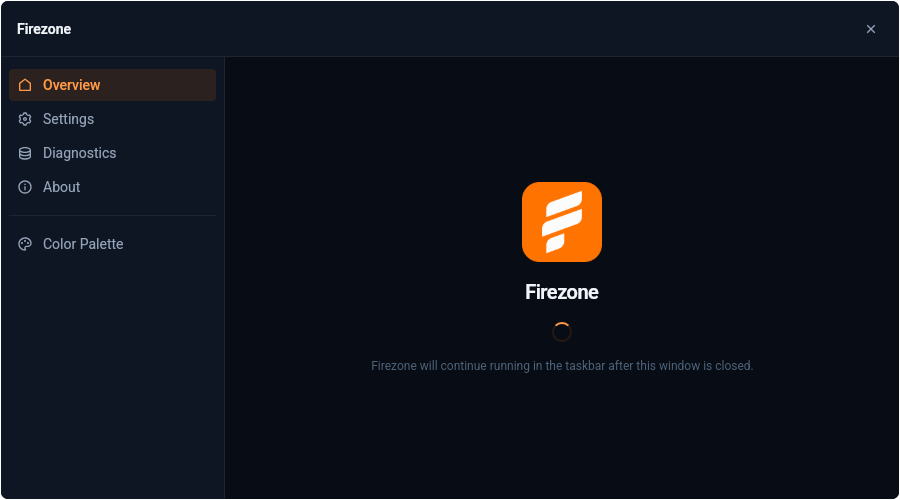 Firezone
Overview
Settings
Diagnostics
About
Color Palette
Firezone
Firezone will continue running in the taskbar after this window is closed.